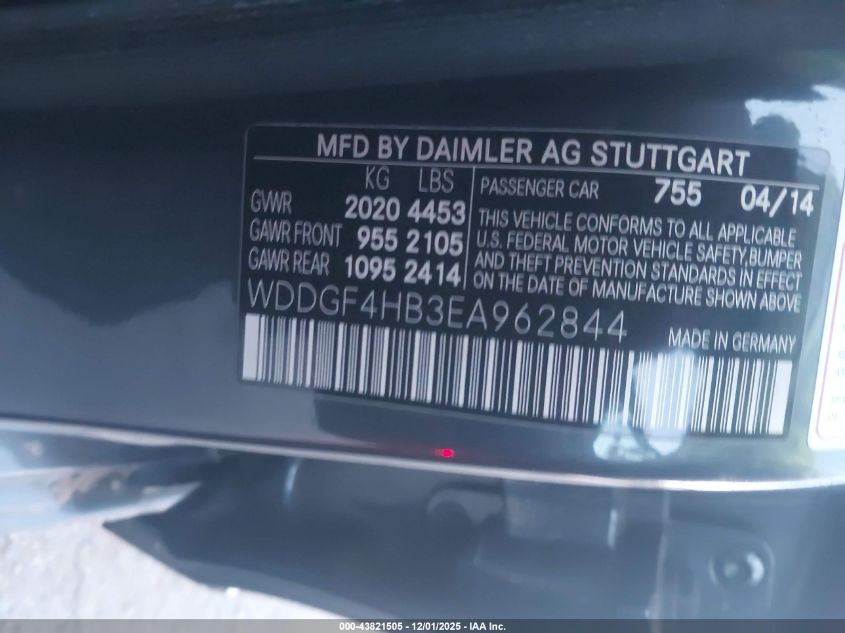 MFD BY DAIMLER AG STUTTGART
KG LBS
GVWR 2020 4453
GAWR FRONT 955 2105
GAWR REAR 1095 2414
PASSENGER CAR 755 04/14
THIS VEHICLE CONFORMS TO ALL APPLICABLE
U.S. FEDERAL MOTOR VEHICLE SAFETY,BUMPER
AND THEFT PREVENTION STANDARDS IN EFFECT
ON THE DATE OF MANUFACTURE SHOWN ABOVE
WDDGF4HB3EA962844
MADE IN GERMANY
000-43821505 - 12/01/2025 - IAA Inc.